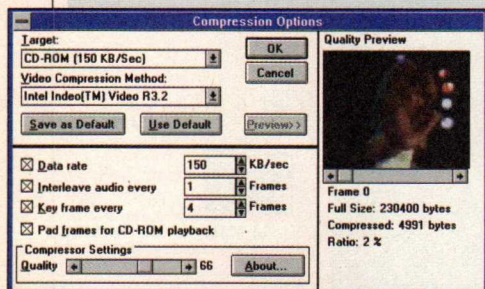 Compression Options
Target:
CD-ROM (150 KB/Sec)
Video Compression Method:
Intel Indeo(TM) Video R3.2
Save as Default
Use Default
OK
Cancel
Preview>>
Data rate
150
KB/sec
Interleave audio every
1
Frames
Key frame every
4
Frames
Pad frames for CD-ROM playback
Compressor Settings
Quality
66
About...
Quality Preview
Frame 0
Full Size: 230400 bytes
Compressed: 4991 bytes
Ratio: 2 %